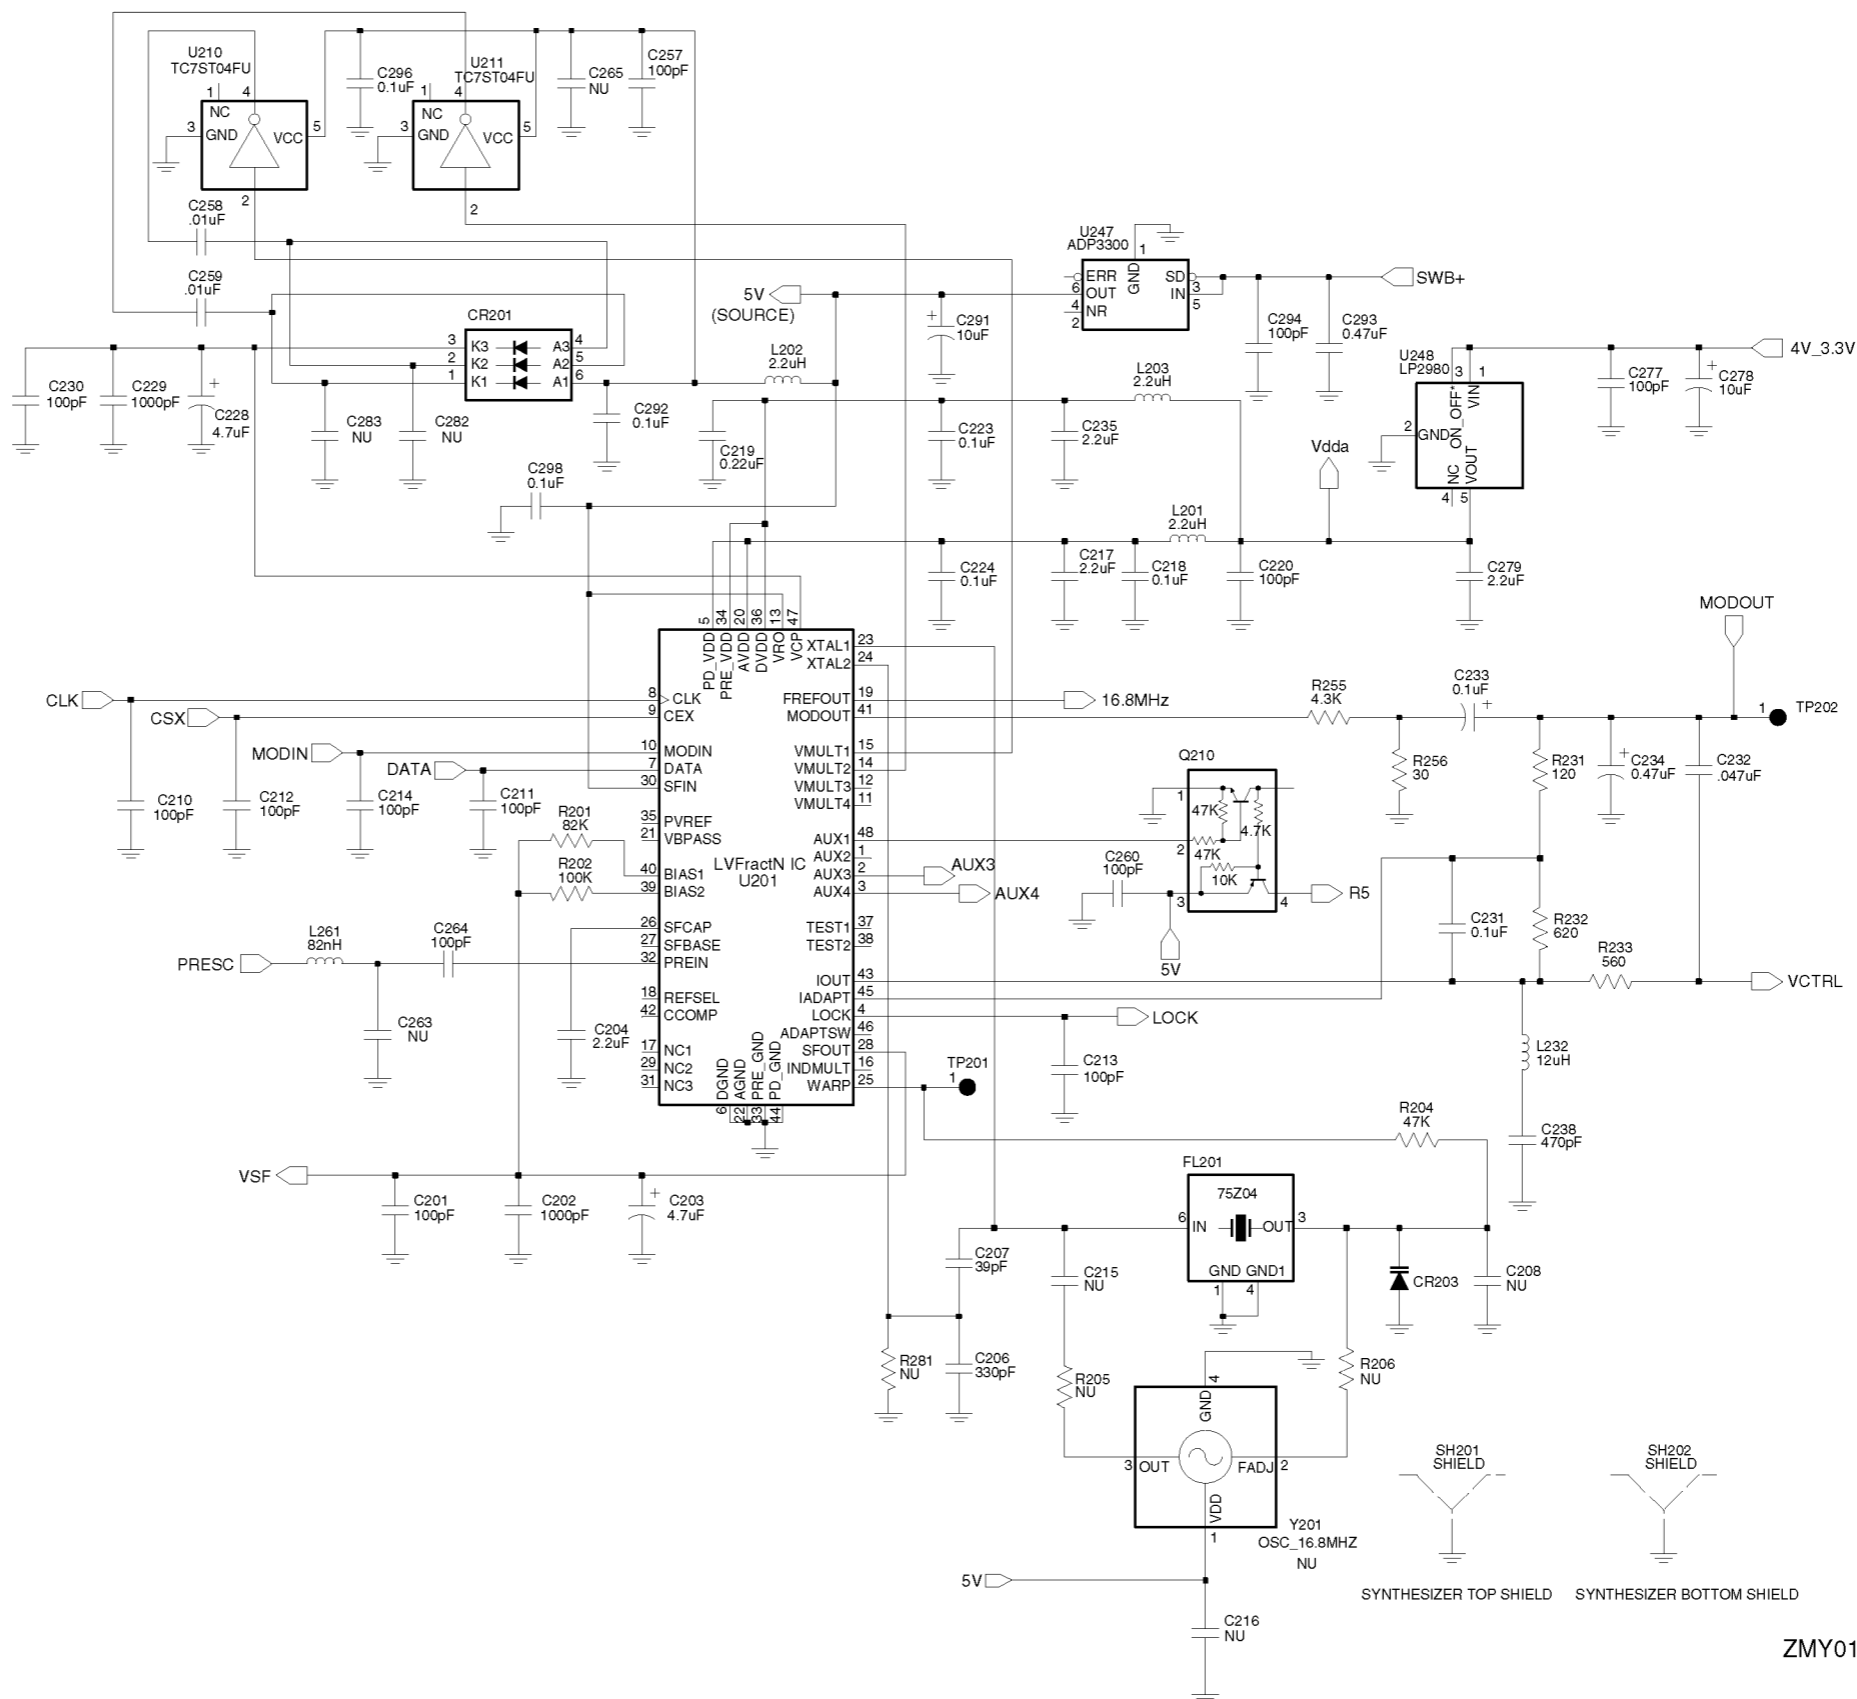 U210
TC7ST04FU
1
4
NC
3
GND
VCC
5
2
C296
0.1uF
U211
TC7ST04FU
1
4
NC
3
GND
VCC
5
2
C265
NU
C257
100pF
C258
.01uF
C259
.01uF
CR201
3
K3
A3
4
2
K2
A2
5
1
K1
A1
6
C230
100pF
C229
1000pF
+
C228
4.7uF
C283
NU
C282
NU
C292
0.1uF
C298
0.1uF
5V
(SOURCE)
L202
2.2uH
C219
0.22uF
+
C291
10uF
U247
ADP3300
1
GND
ERR
SD
6
OUT
IN
3
4
NR
5
2
SWB+
C294
100pF
C293
0.47uF
L203
2.2uH
C223
0.1uF
C235
2.2uF
U248
LP2980
3
1
ON_OFF*
VIN
2
GND
NC
VOUT
4
5
4V_3.3V
C277
100pF
+
C278
10uF
Vdda
L201
2.2uH
C224
0.1uF
C217
2.2uF
C218
0.1uF
C220
100pF
C279
2.2uF
MODOUT
5
34
20
36
13
47
PD_VDD
PRE_VDD
AVDD
DVDD
VRO
VCP
XTAL1
23
XTAL2
24
CLK
8
CLK
FREFOUT
19
16.8MHz
CSX
9
CEX
MODOUT
41
MODIN
10
MODIN
VMULT1
15
DATA
7
DATA
VMULT2
14
30
SFIN
VMULT3
12
VMULT4
11
35
PVREF
21
VBPASS
AUX1
48
LVFractN IC
U201
AUX2
1
40
BIAS1
AUX3
2
AUX3
39
BIAS2
AUX4
3
AUX4
26
SFCAP
TEST1
37
27
SFBASE
TEST2
38
32
PREIN
IOUT
43
18
REFSEL
IADAPT
45
42
CCOMP
LOCK
4
LOCK
ADAPTSW
46
17
NC1
SFOUT
28
29
NC2
INDMULT
16
31
NC3
WARP
25
DGND
AGND
PRE_GND
PD_GND
6
22
33
44
C210
100pF
C212
100pF
C214
100pF
C211
100pF
R201
82K
R202
100K
PRESC
L261
82nH
C264
100pF
C263
NU
C204
2.2uF
VSF
C201
100pF
C202
1000pF
+
C203
4.7uF
R255
4.3K
C233
0.1uF
+
1
TP202
R256
30
R231
120
+
C234
0.47uF
C232
.047uF
Q210
1
47K
4.7K
2
47K
10K
3
4
R5
C260
100pF
5V
C231
0.1uF
R232
620
R233
560
VCTRL
C213
100pF
TP201
1
L232
12uH
C238
470pF
R204
47K
FL201
75Z04
6
IN
OUT
3
GND
GND1
1
4
C207
39pF
C215
NU
CR203
C208
NU
R281
NU
C206
330pF
R205
NU
R206
NU
4
GND
3
OUT
FADJ
2
VDD
1
Y201
OSC_16.8MHZ
NU
5V
C216
NU
SH201
SHIELD
SH202
SHIELD
SYNTHESIZER TOP SHIELD
SYNTHESIZER BOTTOM SHIELD
ZMY01